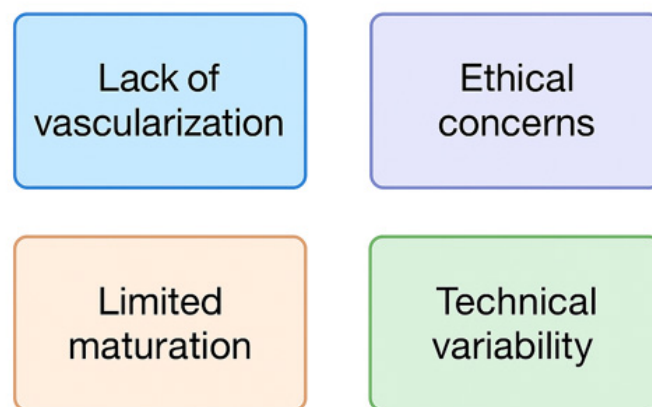 Lack of
vascularization
Ethical
concerns
Limited
maturation
Technical
variability